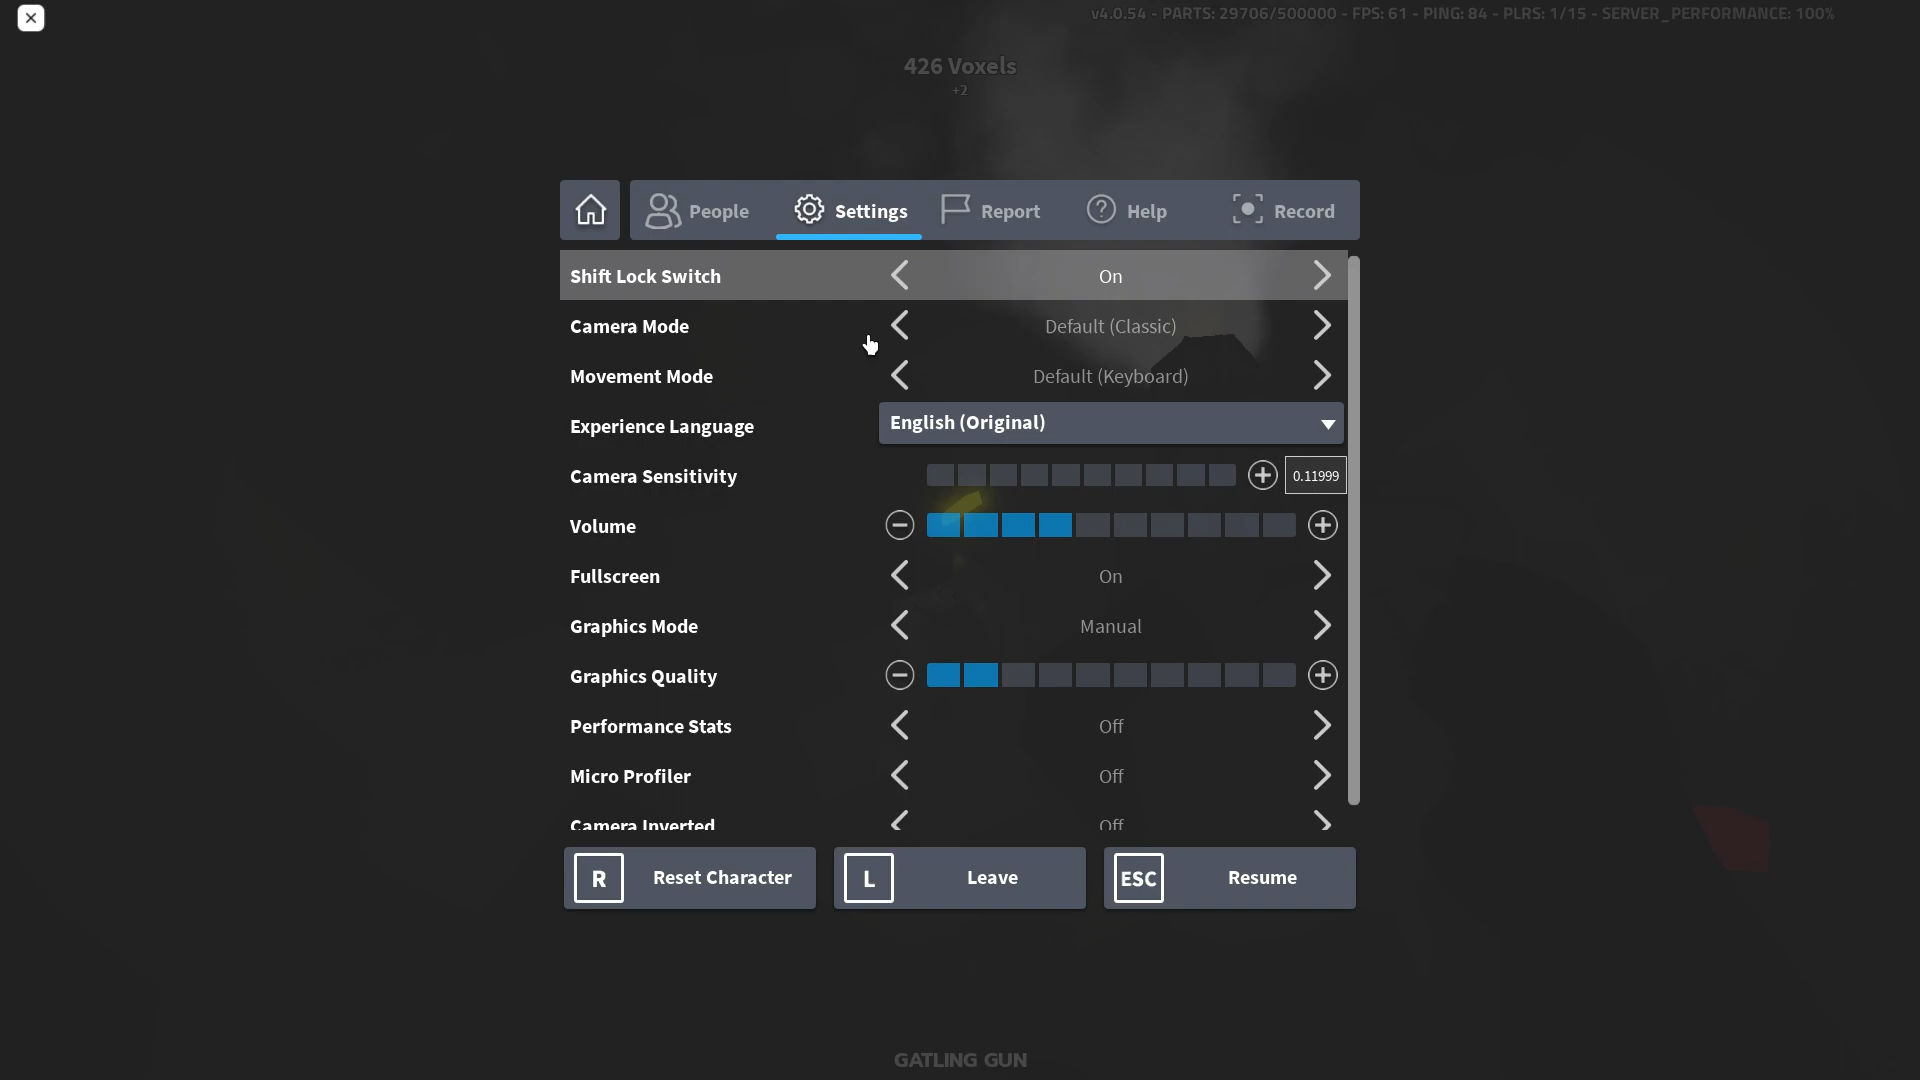 v4.0.54 - PARTS: 29706/500000 - FPS: 61 - PING: 84 - PLRS: 1/15 - SERVER_PERFORMANCE: 100%
426 Voxels
+2
People
Settings
Report
Help
Record
Shift Lock Switch On
Camera Mode Default (Classic)
Movement Mode Default (Keyboard)
Experience Language English (Original)
Camera Sensitivity 0.11999
Volume
Fullscreen On
Graphics Mode Manual
Graphics Quality
Performance Stats Off
Micro Profiler Off
Camera Inverted Off
R Reset Character
L Leave
ESC Resume
GATLING GUN